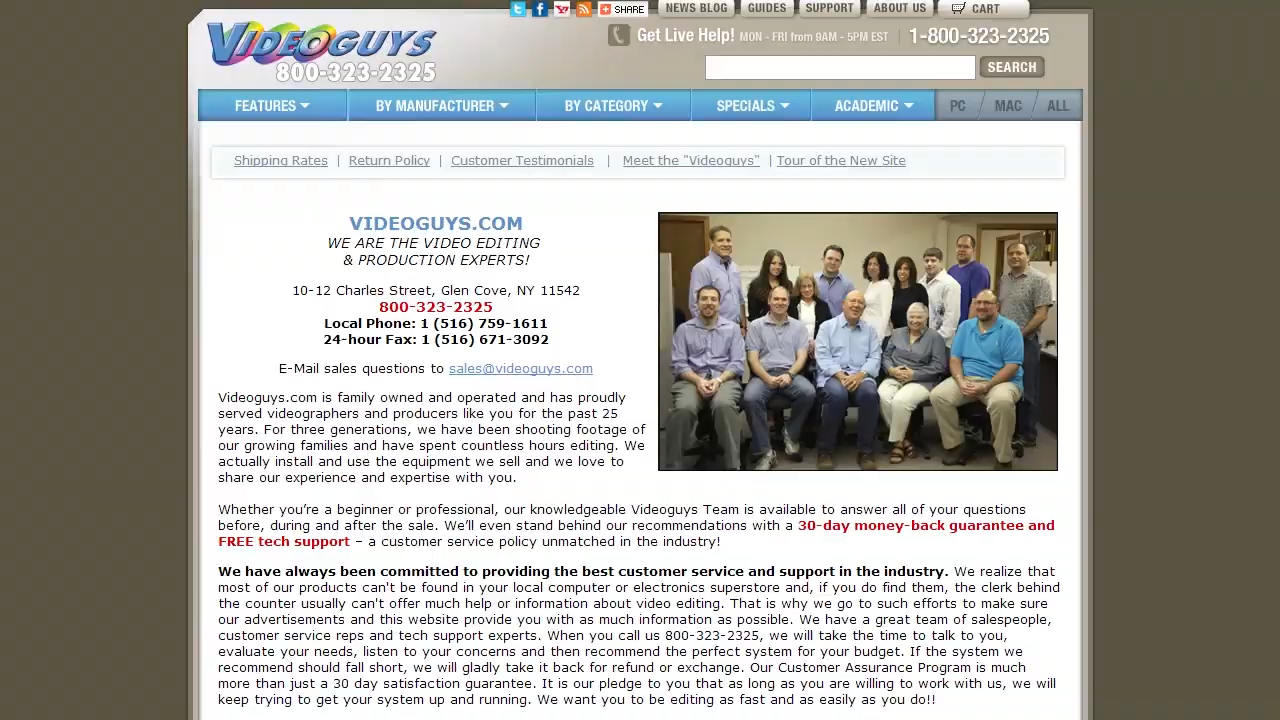 SHARE
NEWS BLOG
GUIDES
SUPPORT
ABOUT US
CART
VIDEOGUYS
800-323-2325
Get Live Help! MON - FRI from 9AM - 5PM EST | 1-800-323-2325
SEARCH
FEATURES
BY MANUFACTURER
BY CATEGORY
SPECIALS
ACADEMIC
PC
MAC
ALL
Shipping Rates | Return Policy | Customer Testimonials | Meet the "Videoguys" | Tour of the New Site
VIDEOGUYS.COM
WE ARE THE VIDEO EDITING
& PRODUCTION EXPERTS!
10-12 Charles Street, Glen Cove, NY 11542
800-323-2325
Local Phone: 1 (516) 759-1611
24-hour Fax: 1 (516) 671-3092
E-Mail sales questions to sales@videoguys.com
Videoguys.com is family owned and operated and has proudly
served videographers and producers like you for the past 25
years. For three generations, we have been shooting footage of
our growing families and have spent countless hours editing. We
actually install and use the equipment we sell and we love to
share our experience and expertise with you.
Whether you’re a beginner or professional, our knowledgeable Videoguys Team is available to answer all of your questions
before, during and after the sale. We’ll even stand behind our recommendations with a 30-day money-back guarantee and
FREE tech support – a customer service policy unmatched in the industry!
We have always been committed to providing the best customer service and support in the industry. We realize that
most of our products can't be found in your local computer or electronics superstore and, if you do find them, the clerk behind
the counter usually can't offer much help or information about video editing. That is why we go to such efforts to make sure
our advertisements and this website provide you with as much information as possible. We have a great team of salespeople,
customer service reps and tech support experts. When you call us 800-323-2325, we will take the time to talk to you,
evaluate your needs, listen to your concerns and then recommend the perfect system for your budget. If the system we
recommend should fall short, we will gladly take it back for refund or exchange. Our Customer Assurance Program is much
more than just a 30 day satisfaction guarantee. It is our pledge to you that as long as you are willing to work with us, we will
keep trying to get your system up and running. We want you to be editing as fast and as easily as you do!!